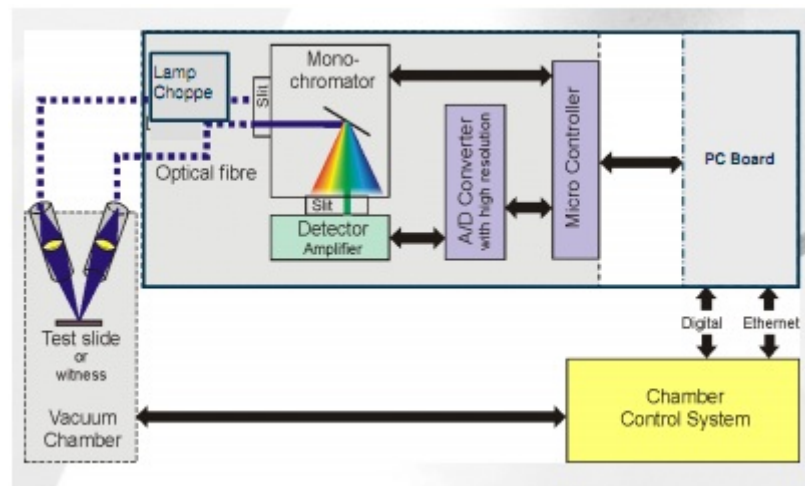 Lamp
Choppe
Slit
Mono-
chromator
Optical fibre
Slit
Detector
Amplifier
A/D Converter
with high resolution
Micro Controller
PC Board
Digital
Ethernet
Test slide
or
witness
Vacuum
Chamber
Chamber
Control System